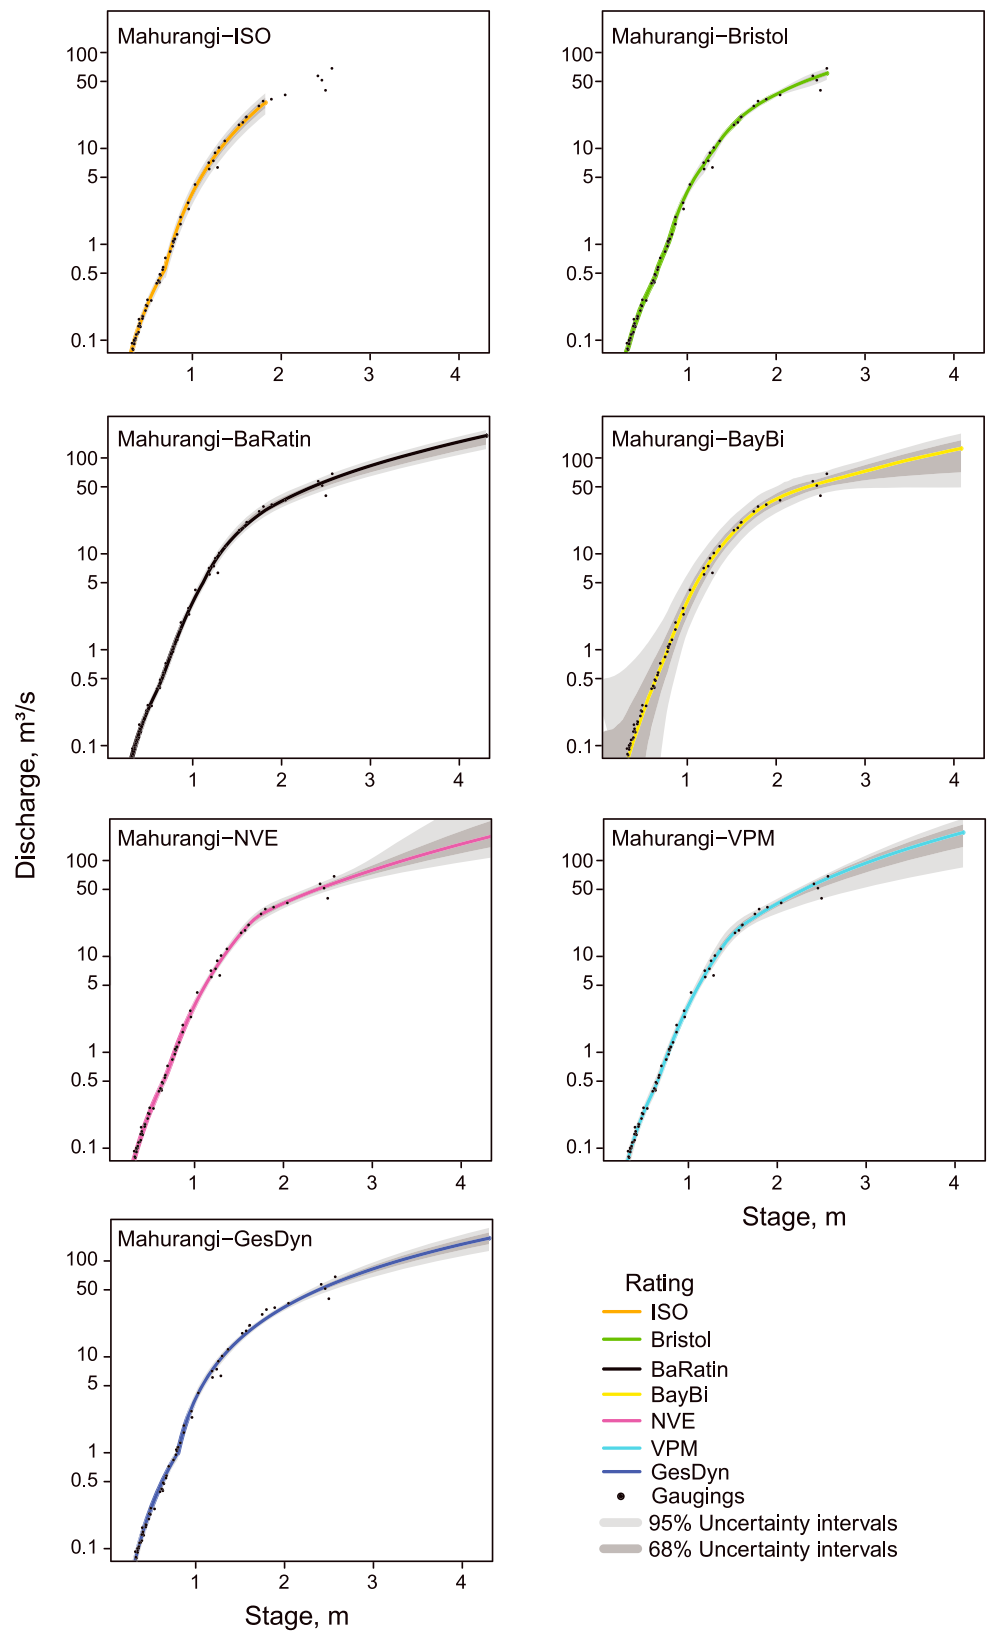 Mahurangi−ISO
100
50
10
5
1
0.5
0.1
1 2 3 4
Mahurangi−Bristol
100
50
10
5
1
0.5
0.1
1 2 3 4
Mahurangi−BaRatin
100
50
10
5
1
0.5
0.1
1 2 3 4
Mahurangi−BayBi
100
50
10
5
1
0.5
0.1
1 2 3 4
Discharge, m³/s
Mahurangi−NVE
100
50
10
5
1
0.5
0.1
1 2 3 4
Mahurangi−VPM
100
50
10
5
1
0.5
0.1
1 2 3 4
Stage, m
Mahurangi−GesDyn
100
50
10
5
1
0.5
0.1
1 2 3 4
Stage, m
Rating
ISO
Bristol
BaRatin
BayBi
NVE
VPM
GesDyn
Gaugings
95% Uncertainty intervals
68% Uncertainty intervals